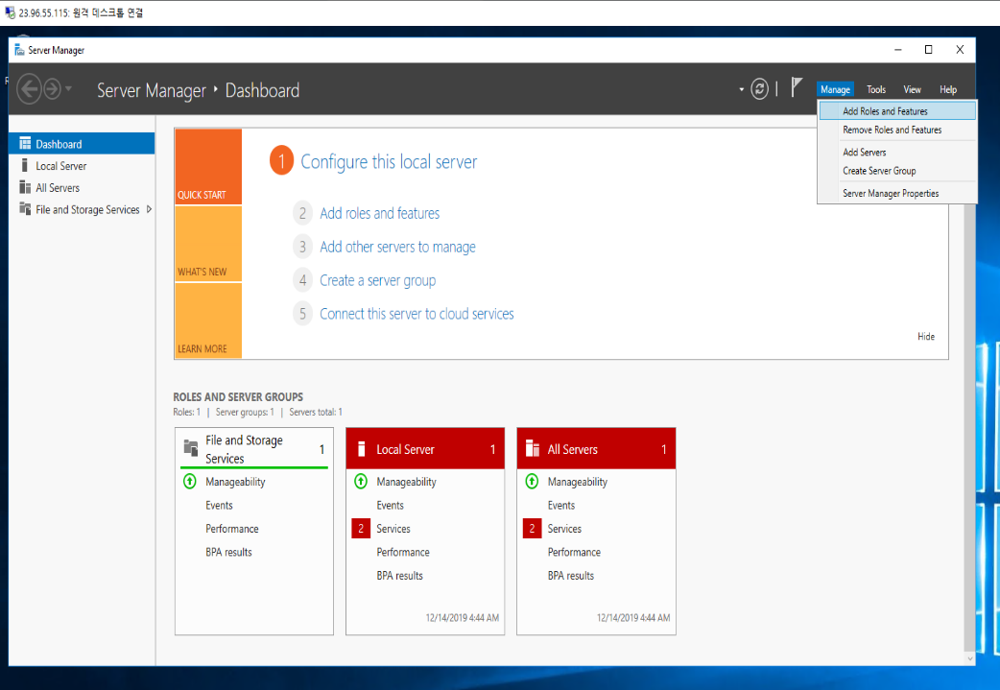 23.96.55.115: 원격 데스크톱 연결
Server Manager
Server Manager • Dashboard
Manage Tools View Help
Add Roles and Features
Remove Roles and Features
Add Servers
Create Server Group
Server Manager Properties
Dashboard
Local Server
All Servers
File and Storage Services
QUICK START
WHAT'S NEW
LEARN MORE
1 Configure this local server
2 Add roles and features
3 Add other servers to manage
4 Create a server group
5 Connect this server to cloud services
Hide
ROLES AND SERVER GROUPS
Roles: 1 | Server groups: 1 | Servers total: 1
File and Storage
Services
1
Manageability
Events
Performance
BPA results
Local Server 1
Manageability
Events
2 Services
Performance
BPA results
12/14/2019 4:44 AM
All Servers 1
Manageability
Events
2 Services
Performance
BPA results
12/14/2019 4:44 AM